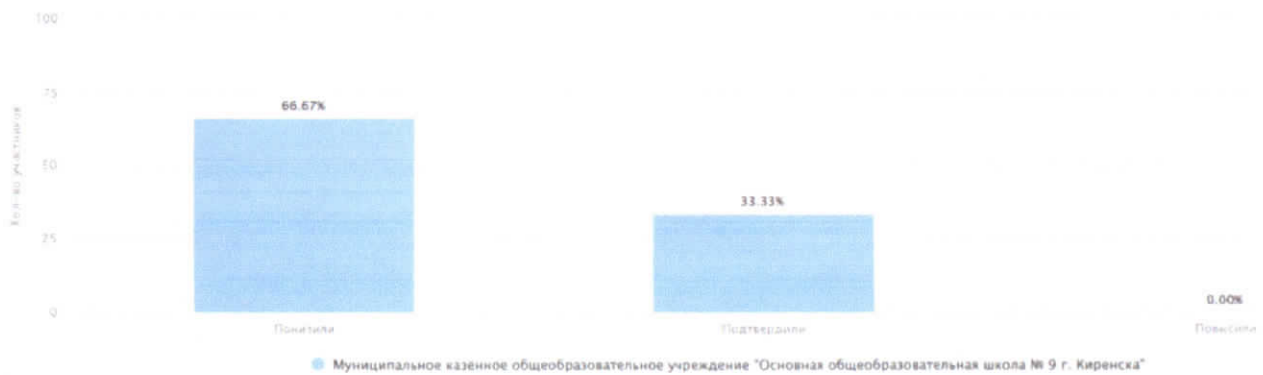 100
75
50
25
0
Кол-во участников
66.67%
33.33%
0.00%
Понизили
Подтвердили
Повысили
Муниципальное казённое общеобразовательное учреждение "Основная общеобразовательная школа № 9 г. Киренска"